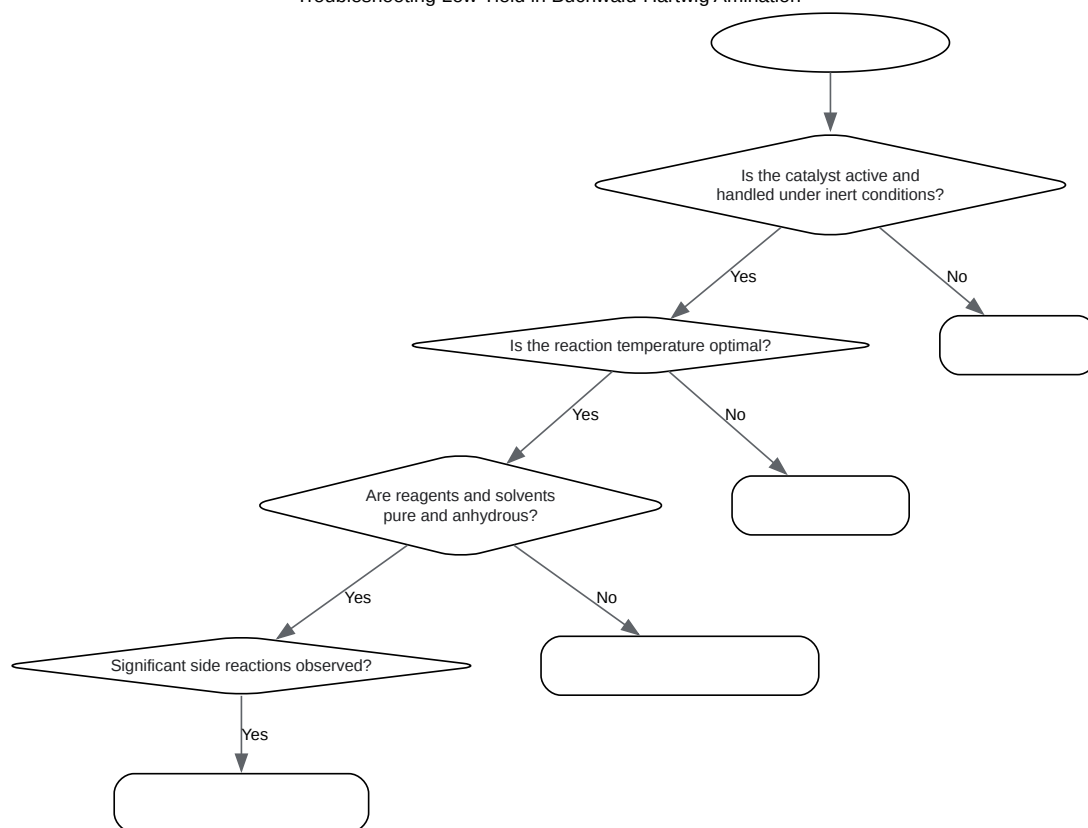 Troubleshooting Low Yield in Buchwald-Hartwig Amination
Is the catalyst active and
handled under inert conditions?
Yes
No
Is the reaction temperature optimal?
Yes
No
Are reagents and solvents
pure and anhydrous?
Yes
No
Significant side reactions observed?
Yes